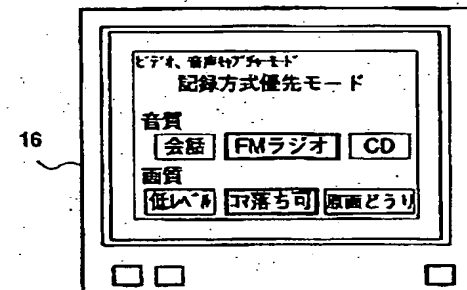 ビデオ、音声キャプチャーモード
記録方式優先モード
音質
会話 FMラジオ CD
画質
低レベル コマ落ち可 原画どうり
16